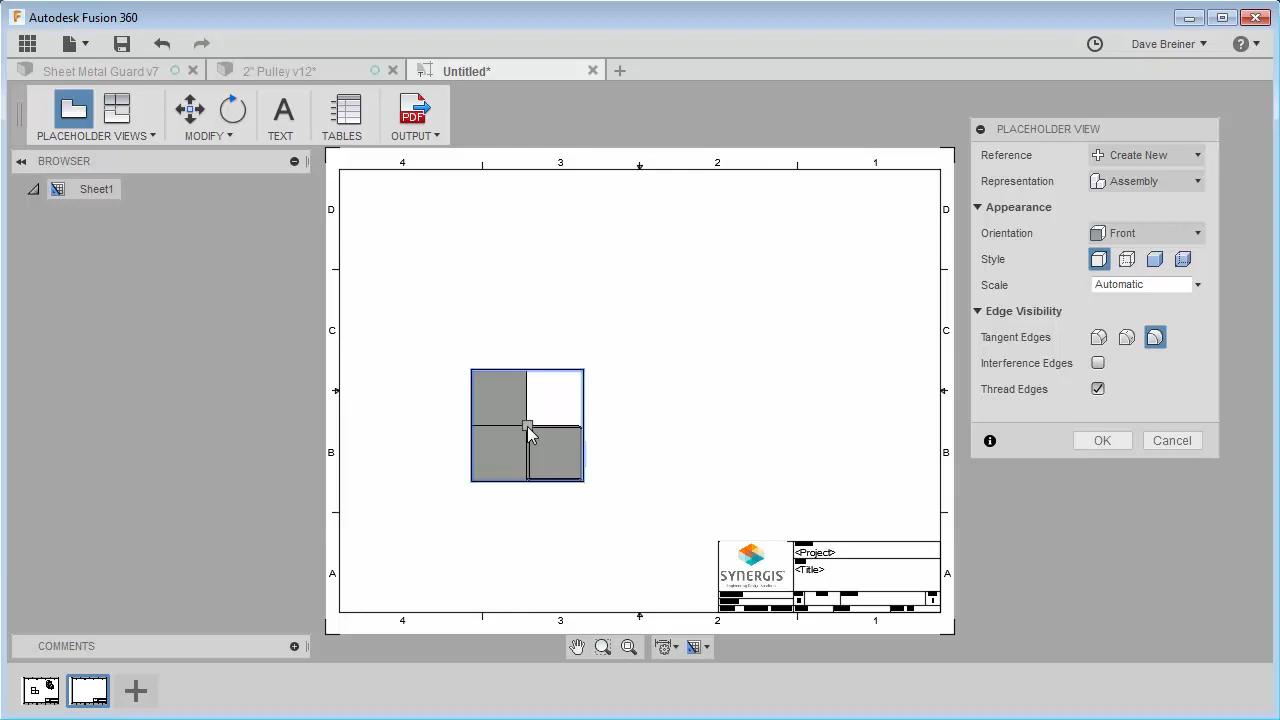 Autodesk Fusion 360
Dave Breiner
Sheet Metal Guard v7
2" Pulley v12*
Untitled*
PLACEHOLDER VIEWS
MODIFY
TEXT
TABLES
PDF
OUTPUT
BROWSER
Sheet1
4 3 2 1
D D
C C
B B
A A
4 3 2 1
SYNERGIS
<Project>
<Title>
PLACEHOLDER VIEW
Reference Create New
Representation Assembly
Appearance
Orientation Front
Style
Scale Automatic
Edge Visibility
Tangent Edges
Interference Edges
Thread Edges
OK Cancel
COMMENTS